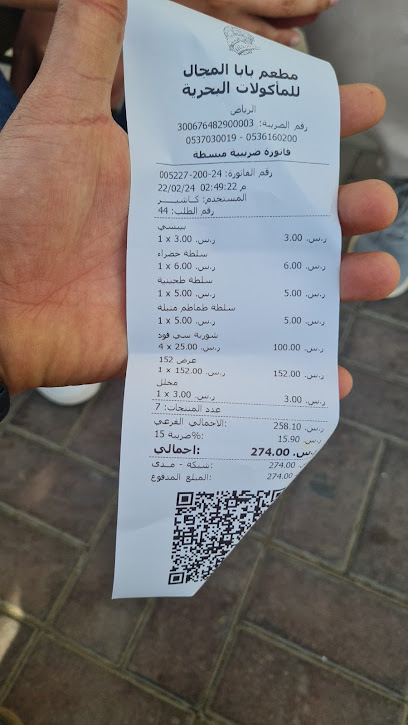 مطعم بابا المجال
للمأكولات البحرية
الرياض
رقم الضريبة: 300676482900003
0537030019 - 0536160200
فاتورة ضريبية مبسطة
رقم الفاتورة: 24-200-005227
22/02/24 02:49:22 م
المستخدم: كاشير
رقم الطلب: 44
بيبسي
1 x 3.00 ر.س. 3.00 ر.س.
سلطة خضراء
1 x 6.00 ر.س. 6.00 ر.س.
سلطة طحينية
1 x 5.00 ر.س. 5.00 ر.س.
سلطة طماطم متبلة
1 x 5.00 ر.س. 5.00 ر.س.
شوربة سي فود
4 x 25.00 ر.س. 100.00 ر.س.
عرض 152
1 x 152.00 ر.س. 152.00 ر.س.
مخلل
1 x 3.00 ر.س. 3.00 ر.س.
عدد المنتجات: 7
الاجمالي الفرعي: 258.10 ر.س.
ضريبة 15%: 15.90 ر.س.
اجمالي: 274.00 ر.س.
شبكة - مدى: 274.00
المبلغ المدفوع: 274.00